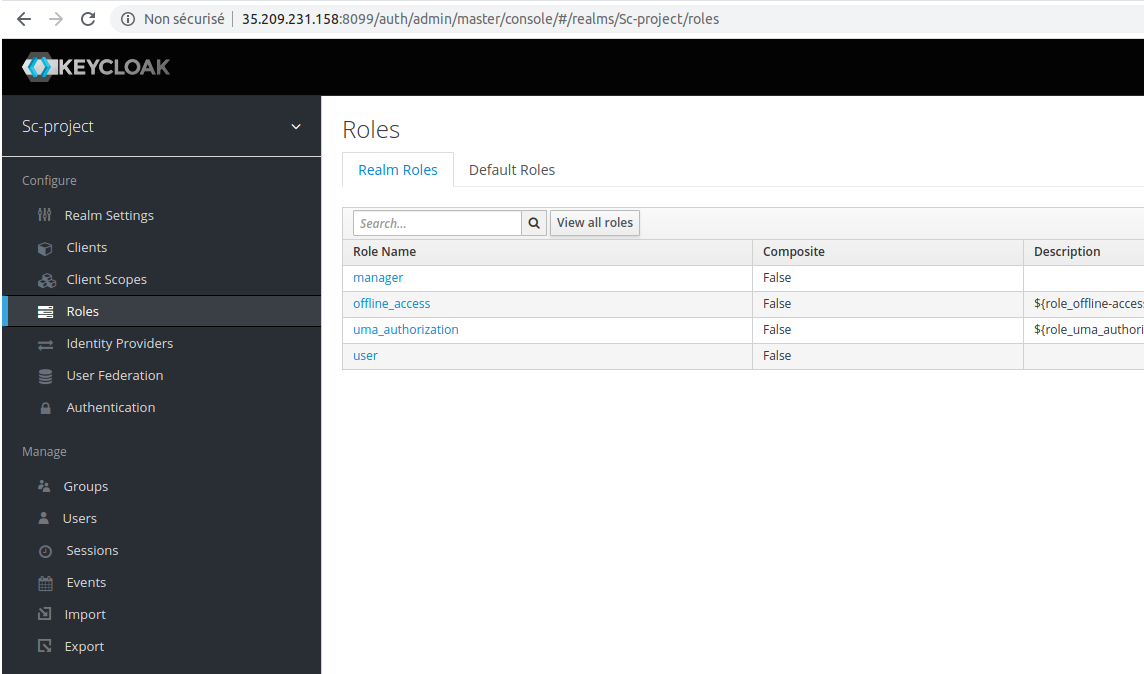 Non sécurisé | 35.209.231.158:8099/auth/admin/master/console/#/realms/Sc-project/roles
KEYCLOAK
Sc-project
Configure
Realm Settings
Clients
Client Scopes
Roles
Identity Providers
User Federation
Authentication
Manage
Groups
Users
Sessions
Events
Import
Export
Roles
Realm Roles Default Roles
Search... View all roles
Role Name Composite Description
manager False
offline_access False ${role_offline-access
uma_authorization False ${role_uma_authori
user False